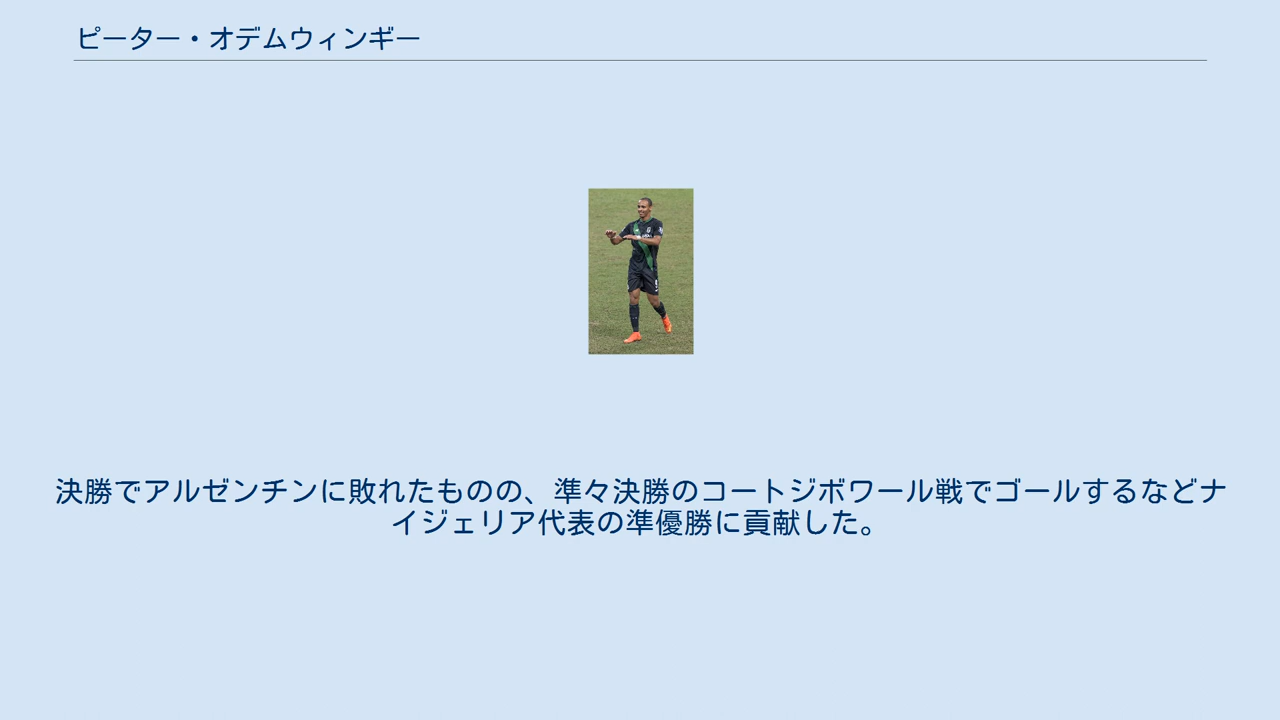 ピーター・オデムウィンギー
決勝でアルゼンチンに敗れたものの、準々決勝のコートジボワール戦でゴールするなどナ
イジェリア代表の準優勝に貢献した。